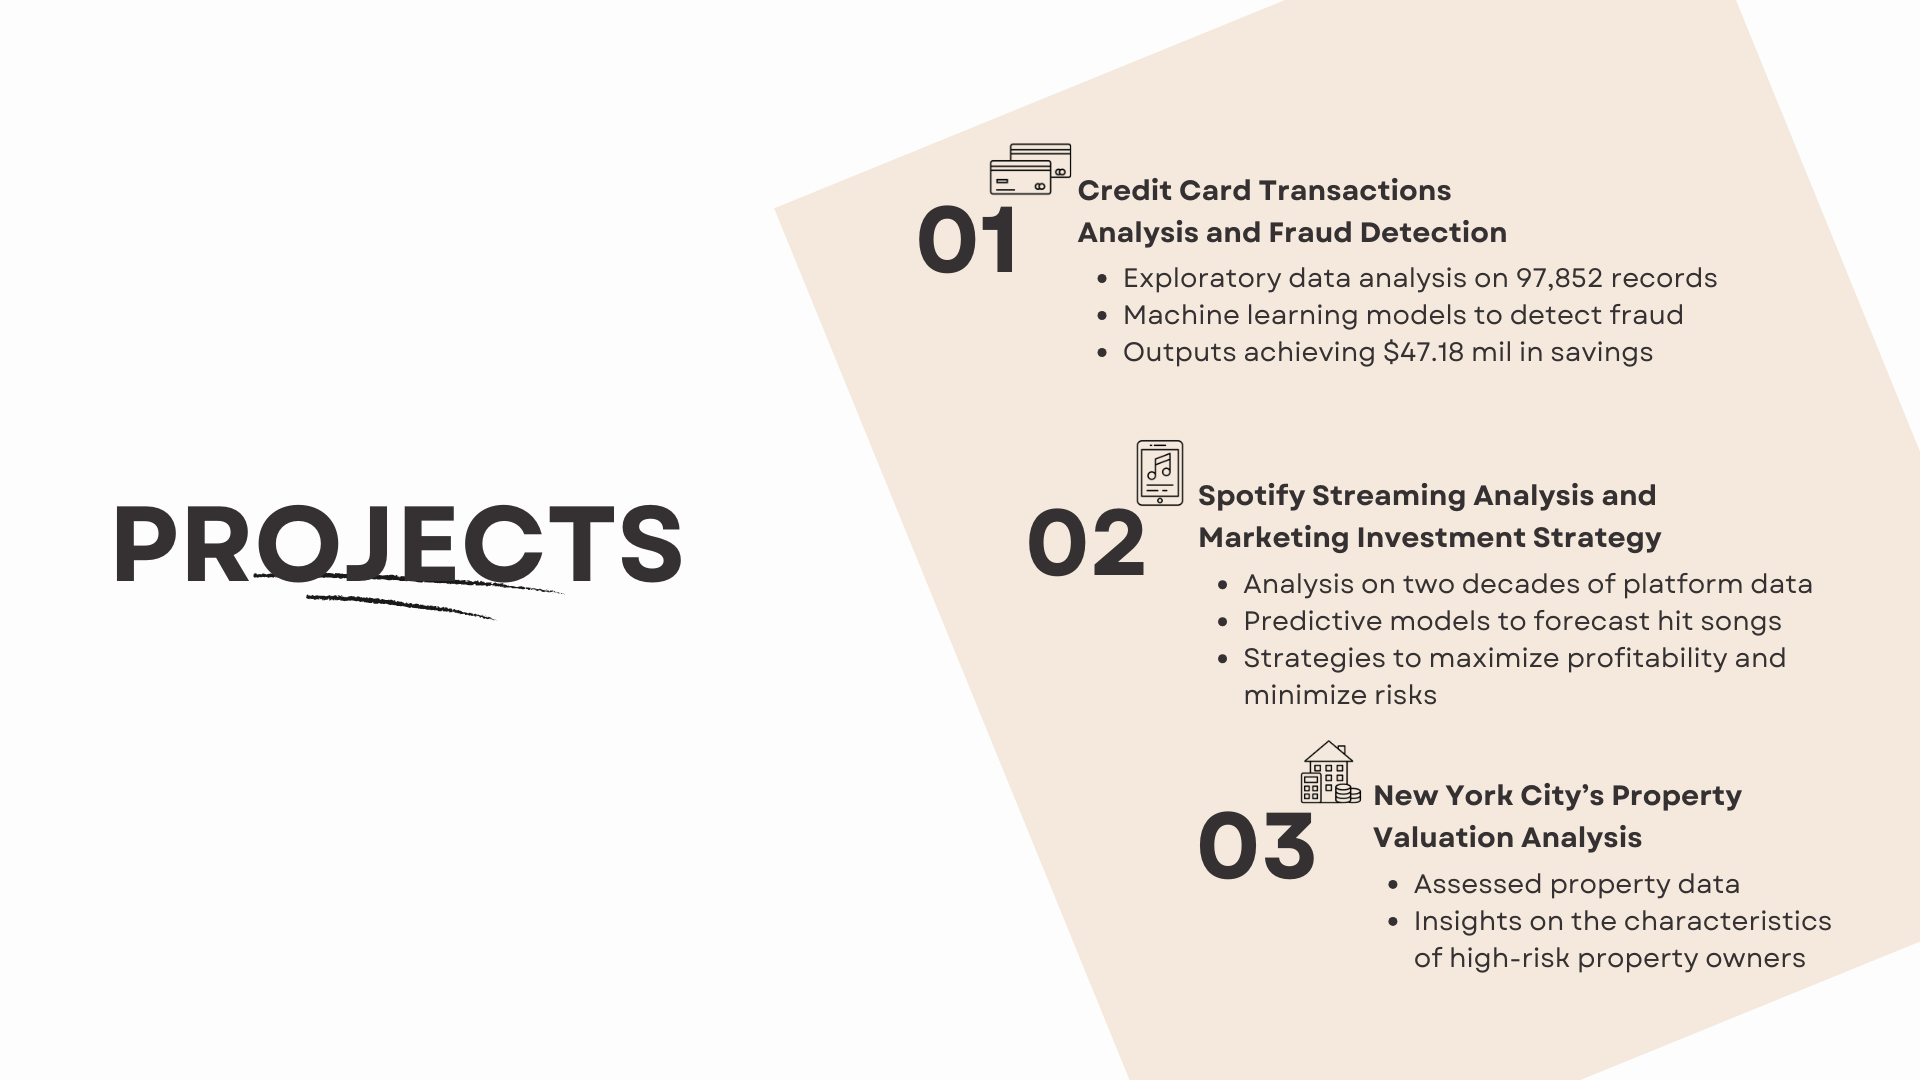 PROJECTS
01
Credit Card Transactions
Analysis and Fraud Detection
• Exploratory data analysis on 97,852 records
• Machine learning models to detect fraud
• Outputs achieving $47.18 mil in savings
02
Spotify Streaming Analysis and
Marketing Investment Strategy
• Analysis on two decades of platform data
• Predictive models to forecast hit songs
• Strategies to maximize profitability and
minimize risks
03
New York City’s Property
Valuation Analysis
• Assessed property data
• Insights on the characteristics
of high-risk property owners